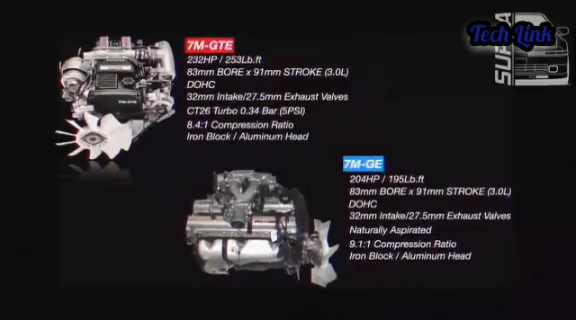 Tech Link
SUPRA
7M-GTE
232HP / 253Lb.ft
83mm BORE x 91mm STROKE (3.0L)
DOHC
32mm Intake/27.5mm Exhaust Valves
CT26 Turbo 0.34 Bar (5PSI)
8.4:1 Compression Ratio
Iron Block / Aluminum Head
7M-GTE
7M-GE
204HP / 195Lb.ft
83mm BORE x 91mm STROKE (3.0L)
DOHC
32mm Intake/27.5mm Exhaust Valves
Naturally Aspirated
9.1:1 Compression Ratio
Iron Block / Aluminum Head